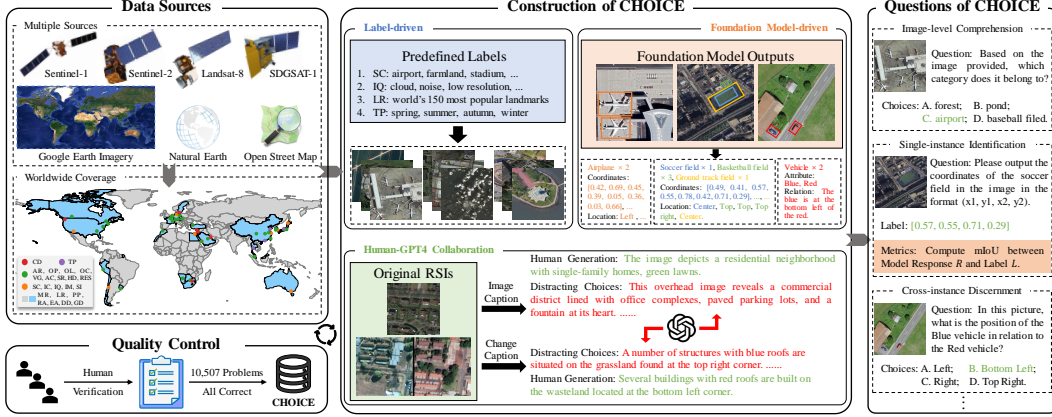 Data Sources
Multiple Sources
Sentinel-1
Sentinel-2
Landsat-8
SDGSAT-1
Google Earth Imagery
Natural Earth
Open Street Map
Worldwide Coverage
CD TP
AR, OP, OL, OC,
VG, AC, SR, HD, RES
SC, IC, IQ, IM, SI
MR, LR, PP,
RA, EA, DD, GD
Quality Control
Human
Verification
10,507 Problems
All Correct
CHOICE
Construction of CHOICE
Label-driven
Predefined Labels
1. SC: airport, farmland, stadium, ...
2. IQ: cloud, noise, low resolution, ...
3. LR: world's 150 most popular landmarks
4. TP: spring, summer, autumn, winter
Foundation Model-driven
Foundation Model Outputs
Airplane × 2
Coordinates:
[0.42, 0.69, 0.45,
0.39, 0.05, 0.36,
0.03, 0.66], ...
Location: Left , ...
Soccer field × 1, Basketball field
× 3, Ground track field × 1
Coordinates: [0.49, 0.41, 0.57,
0.55, 0.78, 0.42, 0.71, 0.29], ..., ...
Location: Center, Top, Top, Top
right, Center.
Vehicle × 2
Attribute:
Blue, Red
Relation: The
blue is at the
bottom left of
the red.
Human-GPT4 Collaboration
Original RSIs
Image
Caption
Change
Caption
Human Generation: The image depicts a residential neighborhood
with single-family homes, green lawns.
Distracting Choices: This overhead image reveals a commercial
district lined with office complexes, paved parking lots, and a
fountain at its heart. ......
Distracting Choices: A number of structures with blue roofs are
situated on the grassland found at the top right corner. ......
Human Generation: Several buildings with red roofs are built on
the wasteland located at the bottom left corner.
Questions of CHOICE
Image-level Comprehension
Question: Based on the
image provided, which
category does it belong to?
Choices: A. forest; B. pond;
C. airport; D. baseball filed.
Single-instance Identification
Question: Please output the
coordinates of the soccer
field in the image in the
format (x1, y1, x2, y2).
Label: [0.57, 0.55, 0.71, 0.29]
Metrics: Compute mIoU between
Model Response R and Label L.
Cross-instance Discernment
Question: In this picture,
what is the position of the
Blue vehicle in relation to
the Red vehicle?
Choices: A. Left; B. Bottom Left;
C. Right; D. Top Right.